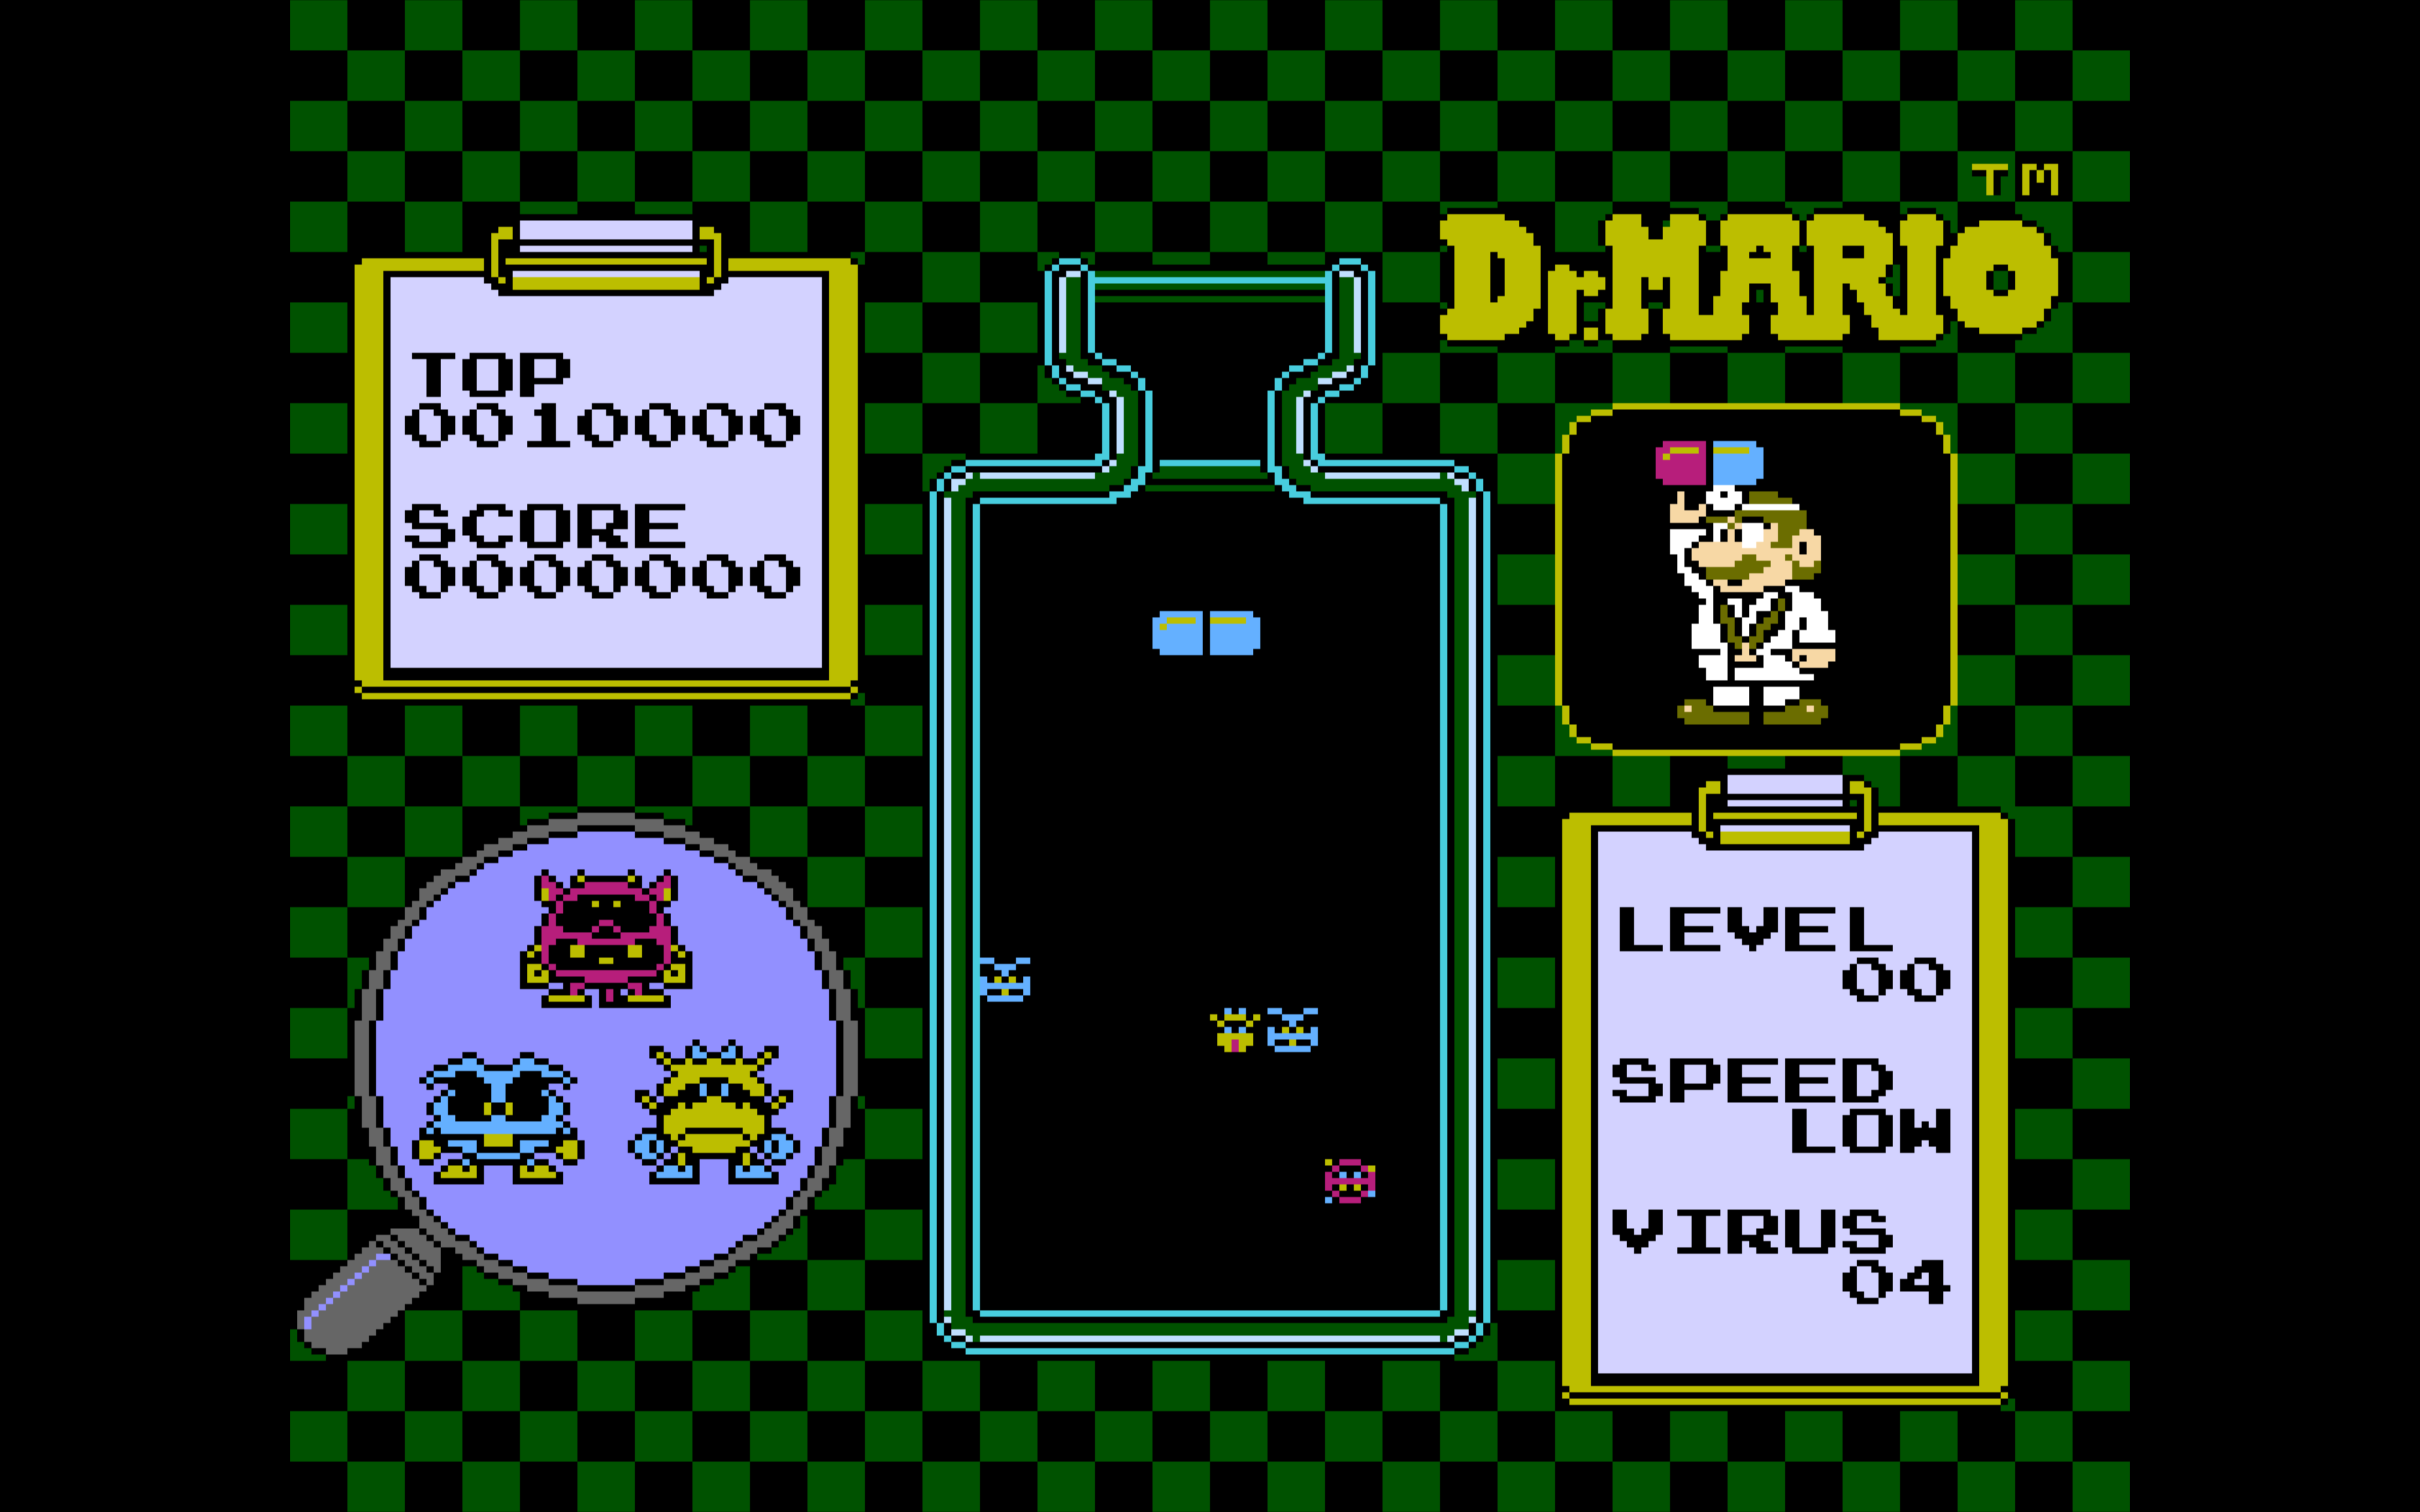 TOP
0010000
SCORE
0000000
TM
Dr.MARIO
LEVEL
00
SPEED
LOW
VIRUS
04